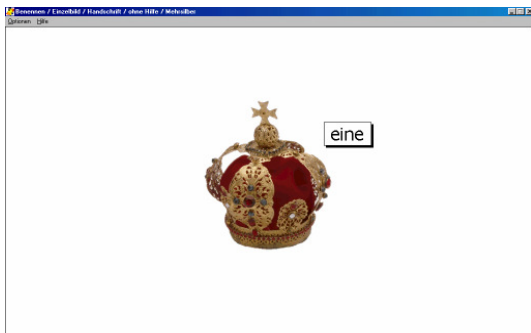 Benennen / Einzelbild / Handschrift / ohne Hilfe / Mehrsilber
Optionen Hilfe
eine